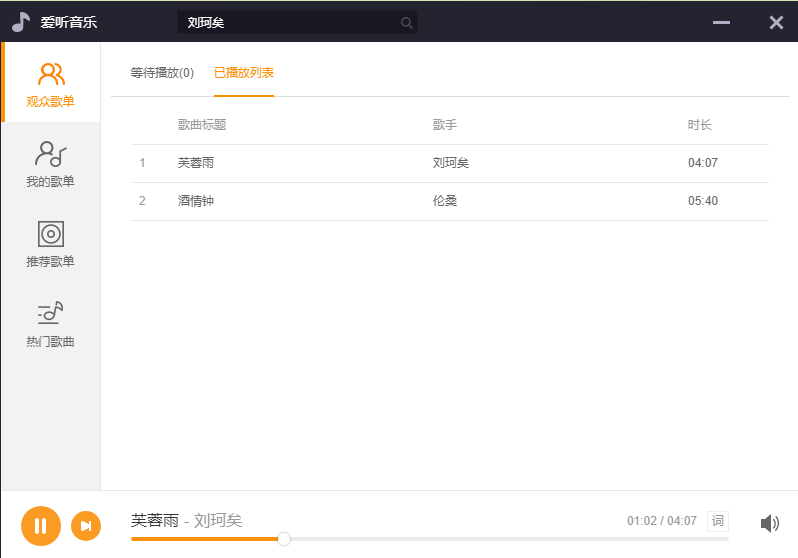 爱听音乐 刘珂矣
观众歌单
我的歌单
推荐歌单
热门歌曲
等待播放(0) 已播放列表
歌曲标题 歌手 时长
1 芙蓉雨 刘珂矣 04:07
2 酒情钟 伦桑 05:40
芙蓉雨 - 刘珂矣 01:02 / 04:07 词